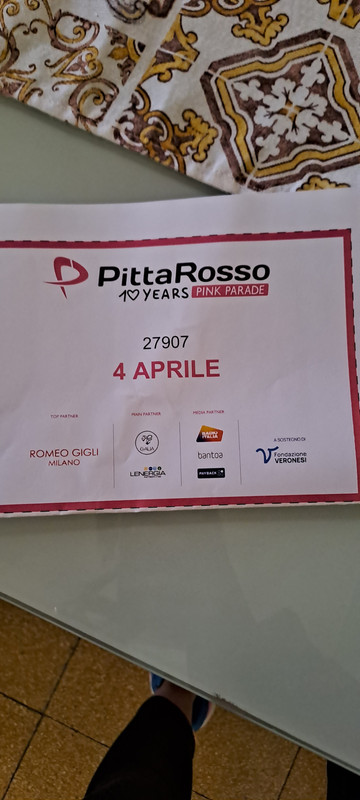 PittaRosso
10 YEARS PINK PARADE
27907
4 APRILE
TOP PARTNER
ROMEO GIGLI
MILANO
MAIN PARTNER
LENERGIA
MEDIA PARTNER
RADIO
ITALIA
bantoa
PAYBACK
A SOSTEGNO DI
Fondazione
VERONESI